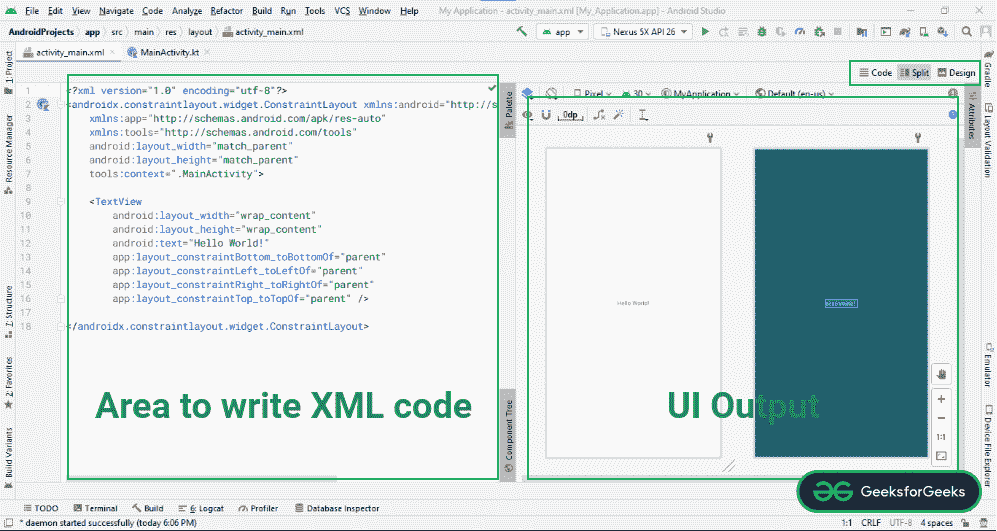 File Edit View Navigate Code Analyze Refactor Build Run Tools VCS Window Help My Application - activity_main.xml [My_Application.app] - Android Studio
AndroidProjects app src main res layout activity_main.xml
app Nexus 5X API 26
activity_main.xml MainActivity.kt
Code Split Design
1: Project
Resource Manager
Z: Structure
2: Favorites
Build Variants
1 <?xml version="1.0" encoding="utf-8"?>
2 <androidx.constraintlayout.widget.ConstraintLayout xmlns:android="http://s
3 xmlns:app="http://schemas.android.com/apk/res-auto"
4 xmlns:tools="http://schemas.android.com/tools"
5 android:layout_width="match_parent"
6 android:layout_height="match_parent"
7 tools:context=".MainActivity">
8
9 <TextView
10 android:layout_width="wrap_content"
11 android:layout_height="wrap_content"
12 android:text="Hello World!"
13 app:layout_constraintBottom_toBottomOf="parent"
14 app:layout_constraintLeft_toLeftOf="parent"
15 app:layout_constraintRight_toRightOf="parent"
16 app:layout_constraintTop_toTopOf="parent" />
17
18 </androidx.constraintlayout.widget.ConstraintLayout>
Area to write XML code
Palette
Component Tree
Pixel 30 MyApplication Default (en-us)
0dp
Hello World!
UI Output
1:1
Attributes
Gradle
Layout Validation
Emulator
Device File Explorer
GeeksforGeeks
TODO Terminal Build 6: Logcat Profiler Database Inspector
* daemon started successfully (today 6:06 PM) 1:1 CRLF UTF-8 4 spaces